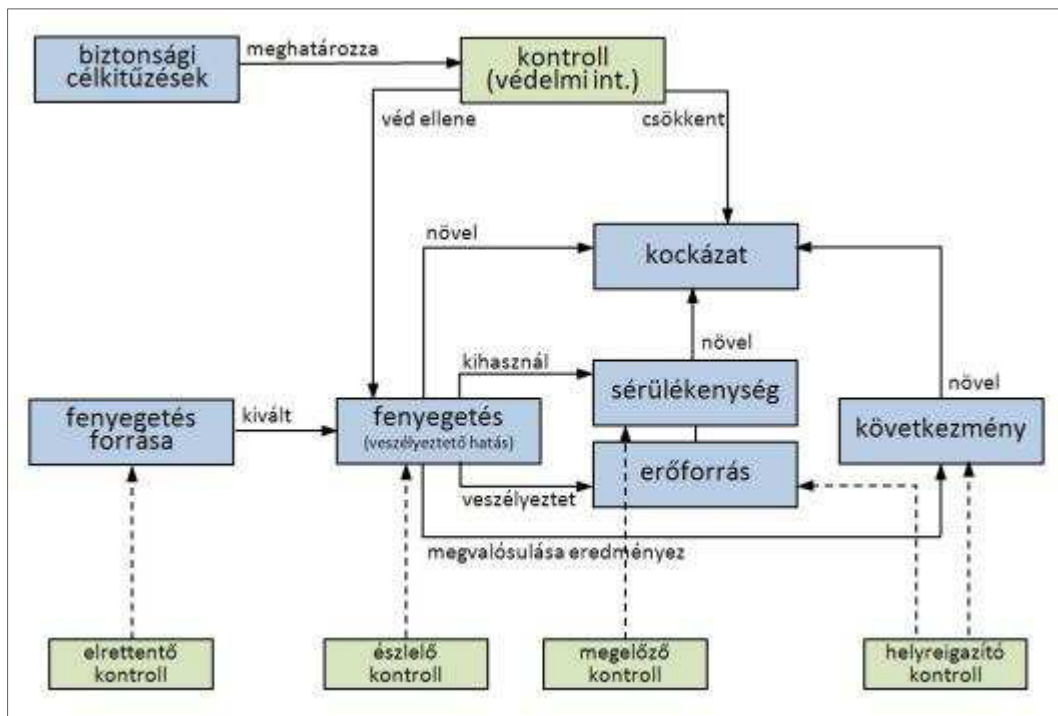 biztonsági
célkitűzések
meghatározza
kontroll
(védelmi int.)
véd ellene
csökkent
növel
kockázat
növel
kihasznál
sérülékenység
növel
fenyegetés
forrása
kivált
fenyegetés
(veszélyeztető hatás)
következmény
erőforrás
veszélyeztet
megvalósulása eredményez
elrettentő
kontroll
észlelő
kontroll
megelőző
kontroll
helyreigazító
kontroll